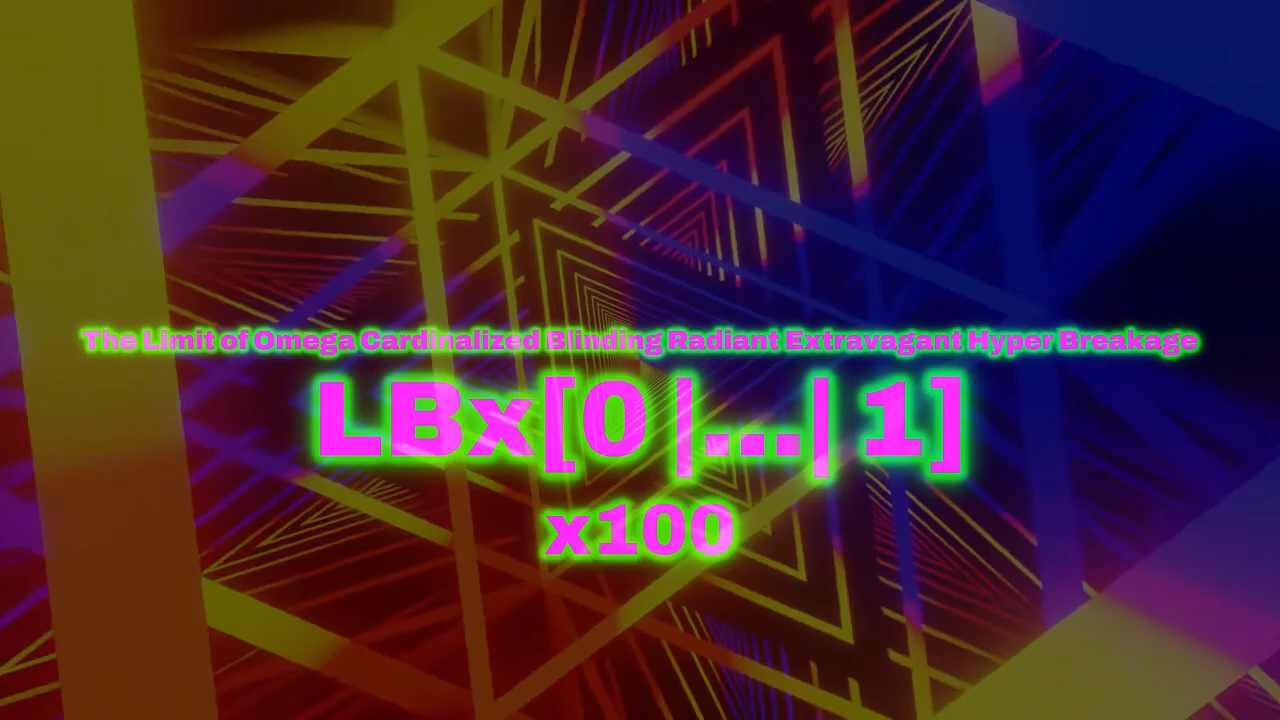 The Limit of Omega Cardinalized Blinding Radiant Extravagant Hyper Breakage
LBx[0 |...| 1]
x100